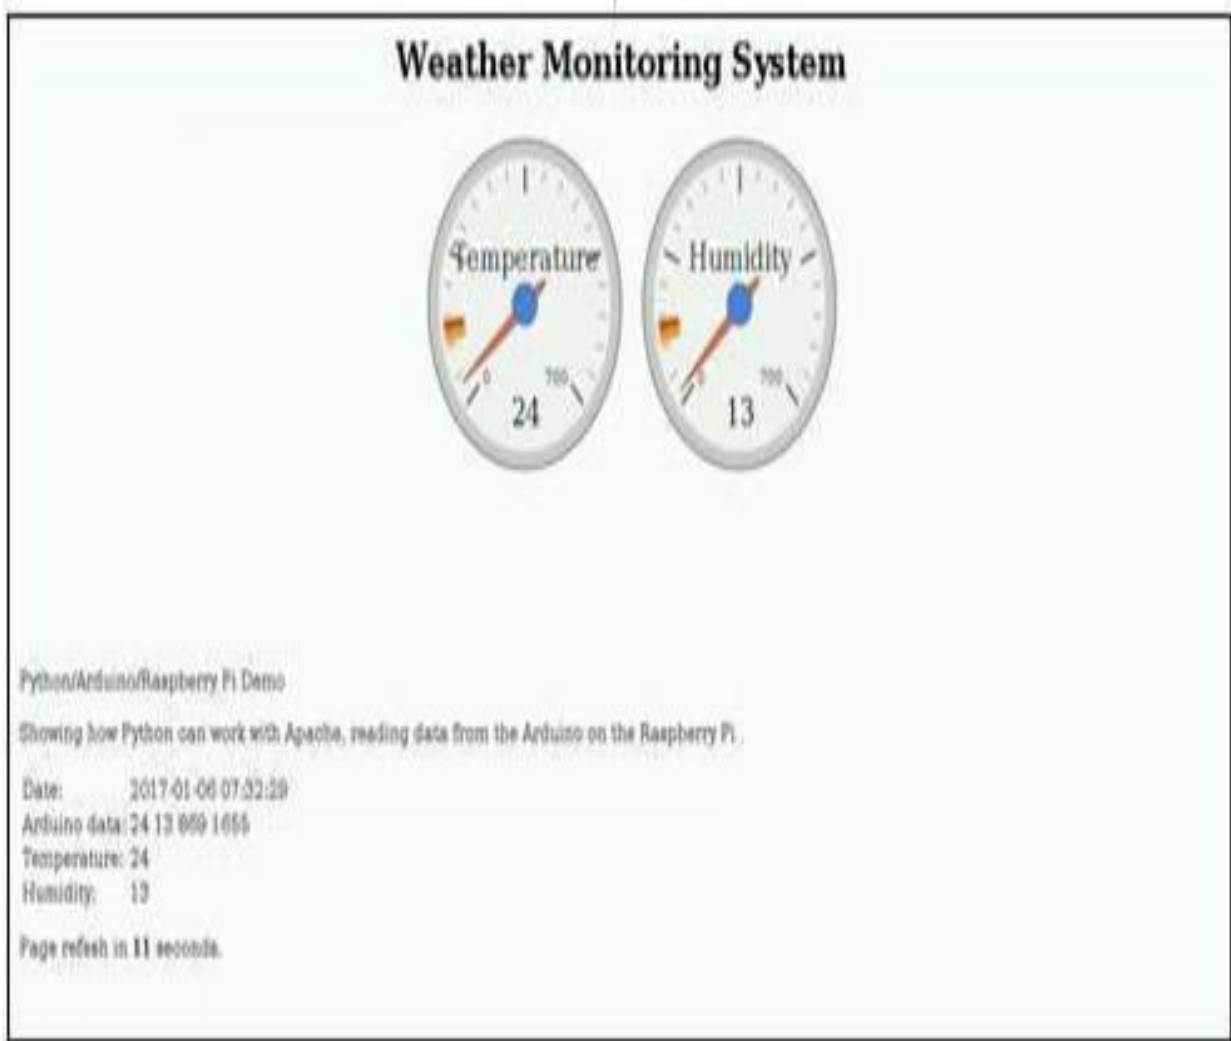 Weather Monitoring System
Temperature Humidity
0 700 0 700
24 13
Python/Arduino/Raspberry Pi Demo
Showing how Python can work with Apache, reading data from the Arduino on the Raspberry Pi .
Date: 2017-01-06 07:32:29
Arduino data: 24 13 869 1655
Temperature: 24
Humidity: 13
Page refesh in 11 seconds.